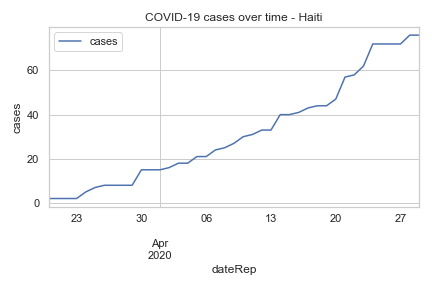 COVID-19 cases over time - Haiti
cases
cases
60
40
20
0
23 30 06 13 20 27
Apr
2020
dateRep